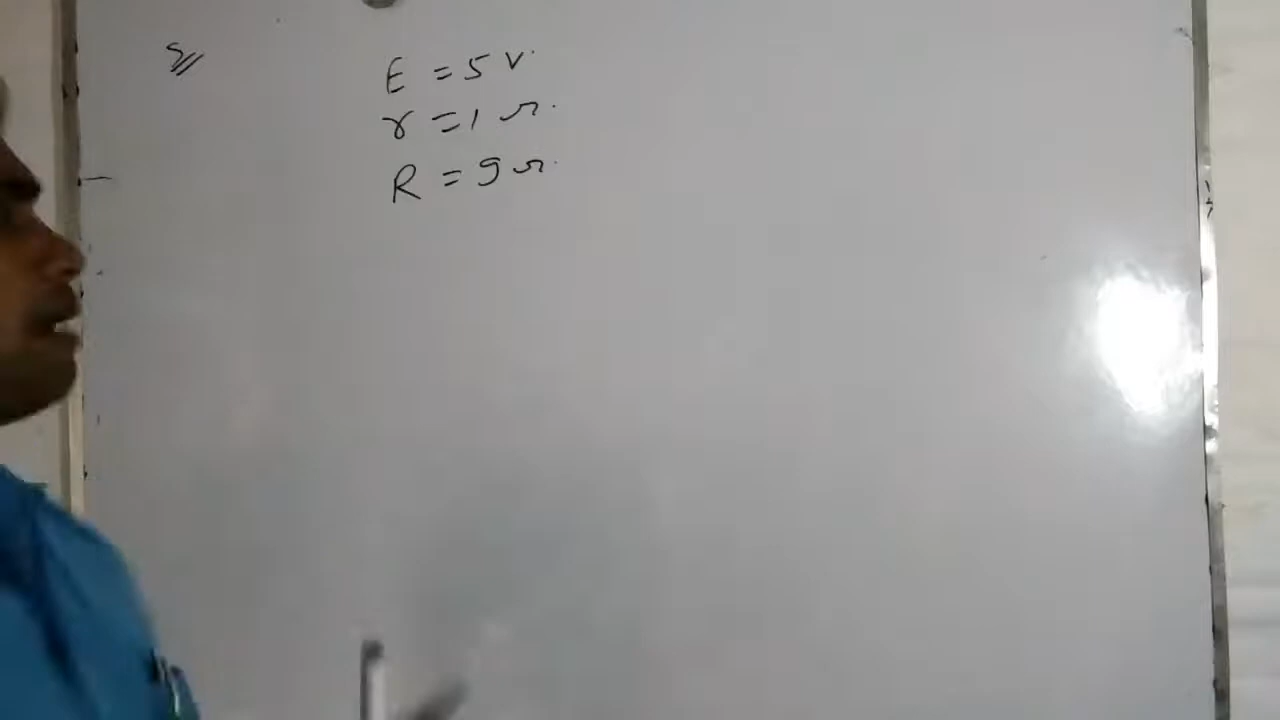 E = 5 V.
r = 1 Ω.
R = 9 Ω.